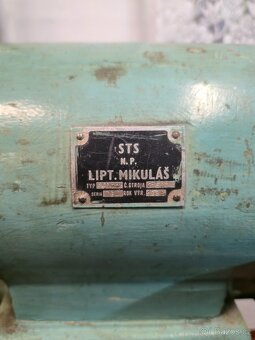 STS
N.P.
LIPT. MIKULÁŠ
TYP Č. STROJA
SERIA ROK VÝR.